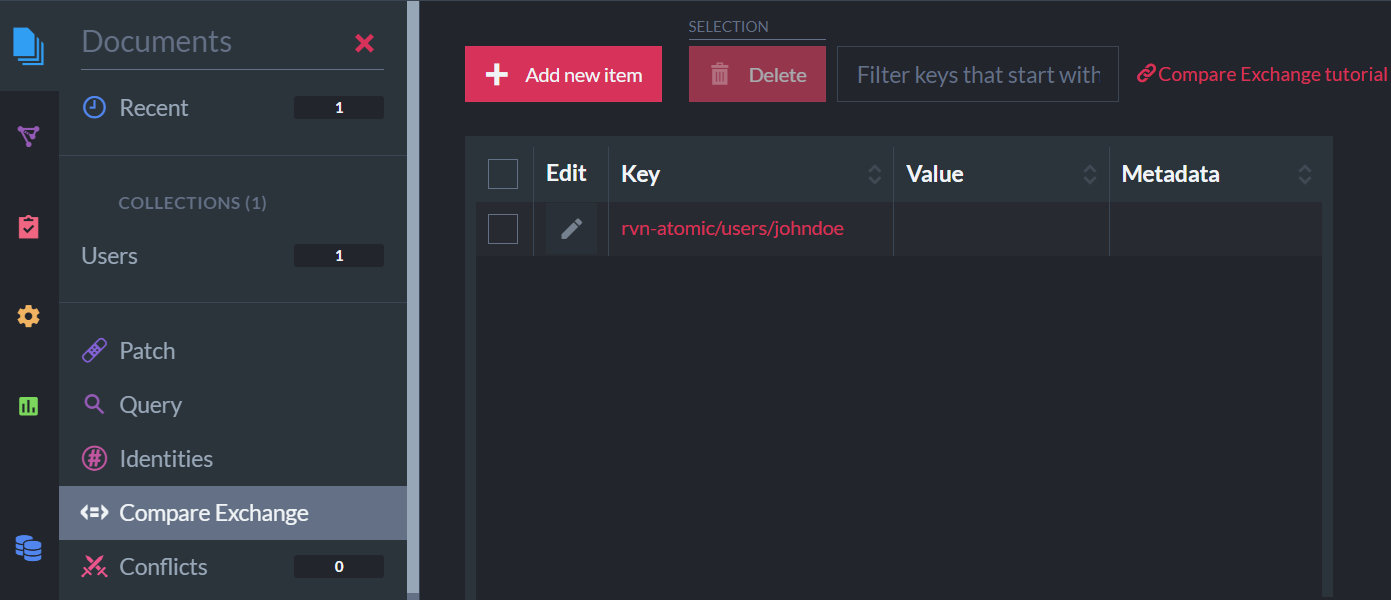 Documents
Recent
1
COLLECTIONS (1)
Users
1
Patch
Query
Identities
Compare Exchange
Conflicts
0
SELECTION
Add new item
Delete
Filter keys that start with
Compare Exchange tutorial
Edit
Key
Value
Metadata
rvn-atomic/users/johndoe